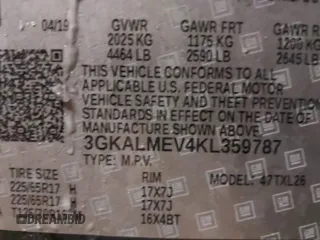 04/19 GVWR GAWR FRT GAWR R
2025 KG 1175 KG 1200 KG
4464 LB 2590 LB 2645 LB
THIS VEHICLE CONFORMS TO ALL
APPLICABLE U.S. FEDERAL MOTOR
VEHICLE SAFETY AND THEFT PREVENTION
STANDARDS IN EFFECT ON THE DATE OF
MANUFACTURE SHOWN ABOVE.
3GKALMEV4KL359787
TYPE: M.P.V.
TIRE SIZE RIM MODEL: 47TXL26
225/65R17 H 17X7J
225/65R17 H 17X7J
16X4BT
DREAMBID